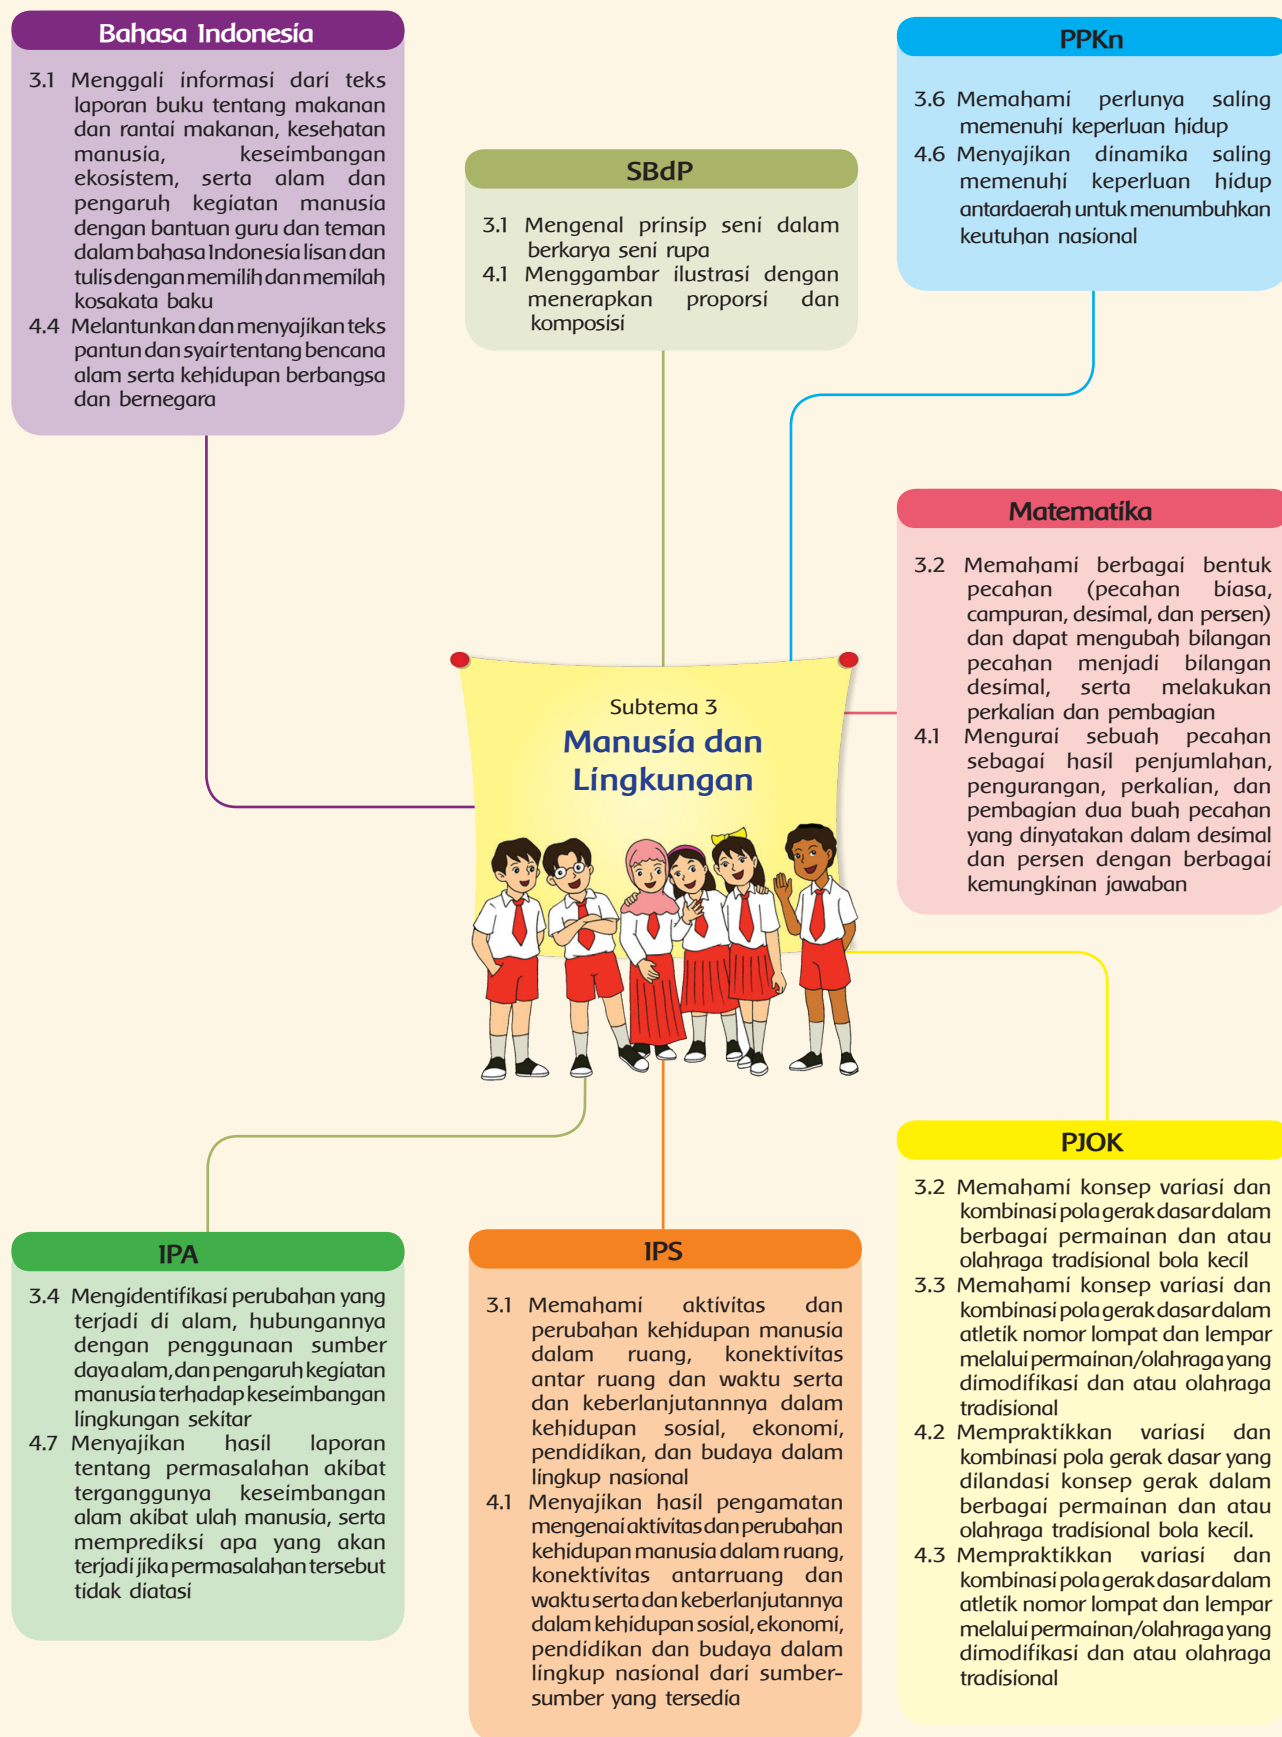 Bahasa Indonesia
3.1 Menggali informasi dari teks
laporan buku tentang makanan
dan rantai makanan, kesehatan
manusia, keseimbangan
ekosistem, serta alam dan
pengaruh kegiatan manusia
dengan bantuan guru dan teman
dalam bahasa Indonesia lisan dan
tulis dengan memilih dan memilah
kosakata baku
4.4 Melantunkan dan menyajikan teks
pantun dan syair tentang bencana
alam serta kehidupan berbangsa
dan bernegara
SBdP
3.1 Mengenal prinsip seni dalam
berkarya seni rupa
4.1 Menggambar ilustrasi dengan
menerapkan proporsi dan
komposisi
PPKn
3.6 Memahami perlunya saling
memenuhi keperluan hidup
4.6 Menyajikan dinamika saling
memenuhi keperluan hidup
antardaerah untuk menumbuhkan
keutuhan nasional
Matematika
3.2 Memahami berbagai bentuk
pecahan (pecahan biasa,
campuran, desimal, dan persen)
dan dapat mengubah bilangan
pecahan menjadi bilangan
desimal, serta melakukan
perkalian dan pembagian
4.1 Mengurai sebuah pecahan
sebagai hasil penjumlahan,
pengurangan, perkalian, dan
pembagian dua buah pecahan
yang dinyatakan dalam desimal
dan persen dengan berbagai
kemungkinan jawaban
Subtema 3
Manusia dan
Lingkungan
IPA
3.4 Mengidentifikasi perubahan yang
terjadi di alam, hubungannya
dengan penggunaan sumber
daya alam, dan pengaruh kegiatan
manusia terhadap keseimbangan
lingkungan sekitar
4.7 Menyajikan hasil laporan
tentang permasalahan akibat
terganggunya keseimbangan
alam akibat ulah manusia, serta
memprediksi apa yang akan
terjadi jika permasalahan tersebut
tidak diatasi
IPS
3.1 Memahami aktivitas dan
perubahan kehidupan manusia
dalam ruang, konektivitas
antar ruang dan waktu serta
dan keberlanjutannnya dalam
kehidupan sosial, ekonomi,
pendidikan, dan budaya dalam
lingkup nasional
4.1 Menyajikan hasil pengamatan
mengenai aktivitas dan perubahan
kehidupan manusia dalam ruang,
konektivitas antarruang dan
waktu serta dan keberlanjutannya
dalam kehidupan sosial, ekonomi,
pendidikan dan budaya dalam
lingkup nasional dari sumber-
sumber yang tersedia
PJOK
3.2 Memahami konsep variasi dan
kombinasi pola gerak dasar dalam
berbagai permainan dan atau
olahraga tradisional bola kecil
3.3 Memahami konsep variasi dan
kombinasi pola gerak dasar dalam
atletik nomor lompat dan lempar
melalui permainan/olahraga yang
dimodifikasi dan atau olahraga
tradisional
4.2 Mempraktikkan variasi dan
kombinasi pola gerak dasar yang
dilandasi konsep gerak dalam
berbagai permainan dan atau
olahraga tradisional bola kecil.
4.3 Mempraktikkan variasi dan
kombinasi pola gerak dasar dalam
atletik nomor lompat dan lempar
melalui permainan/olahraga yang
dimodifikasi dan atau olahraga
tradisional